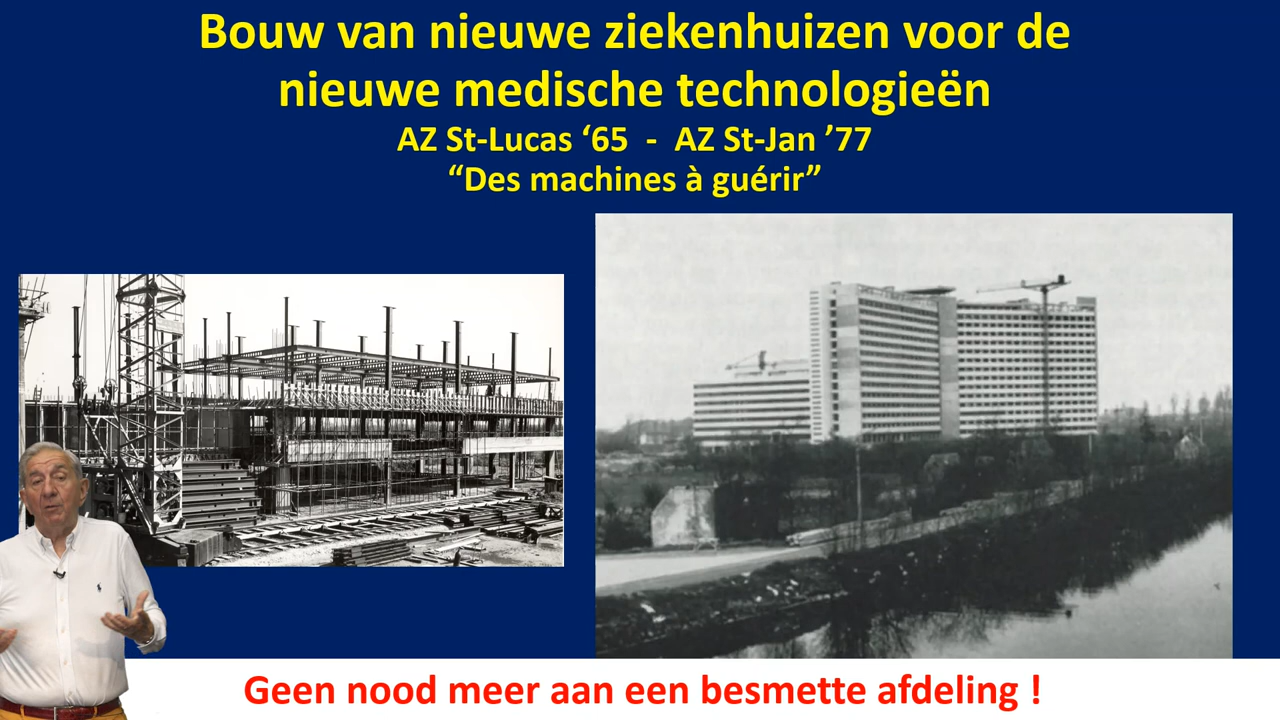 Bouw van nieuwe ziekenhuizen voor de
nieuwe medische technologieën
AZ St-Lucas ‘65 - AZ St-Jan ’77
“Des machines à guérir”
Geen nood meer aan een besmette afdeling !